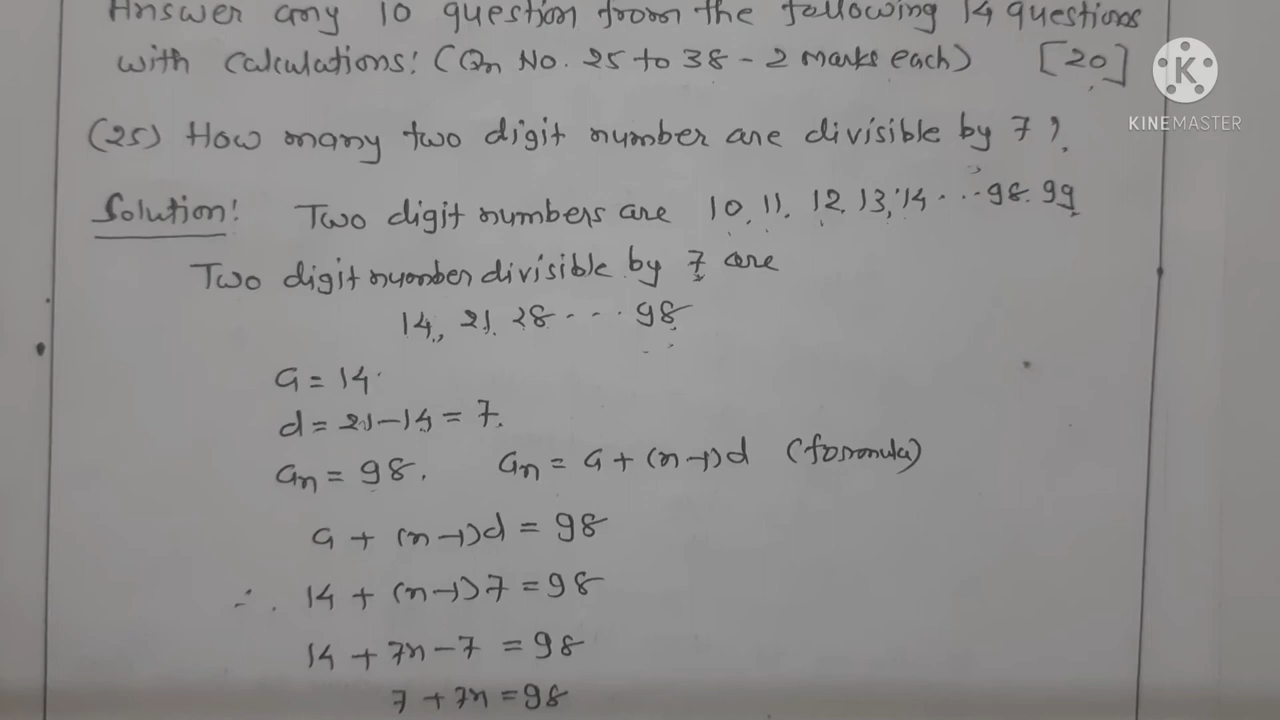 Answer any 10 question from the following 14 questions
with calculations: (Qn No. 25 to 38 - 2 marks each) [20]
K
KINEMASTER
(25) How many two digit number are divisible by 7?
Solution: Two digit numbers are 10, 11, 12, 13, 14 ... 98. 99
Two digit number divisible by 7 are
14, 21, 28 ... 98
a = 14
d = 21-14 = 7.
an = 98. an = a + (n-1)d (formula)
a + (n-1)d = 98
∴ 14 + (n-1)7 = 98
14 + 7n - 7 = 98
7 + 7n = 98